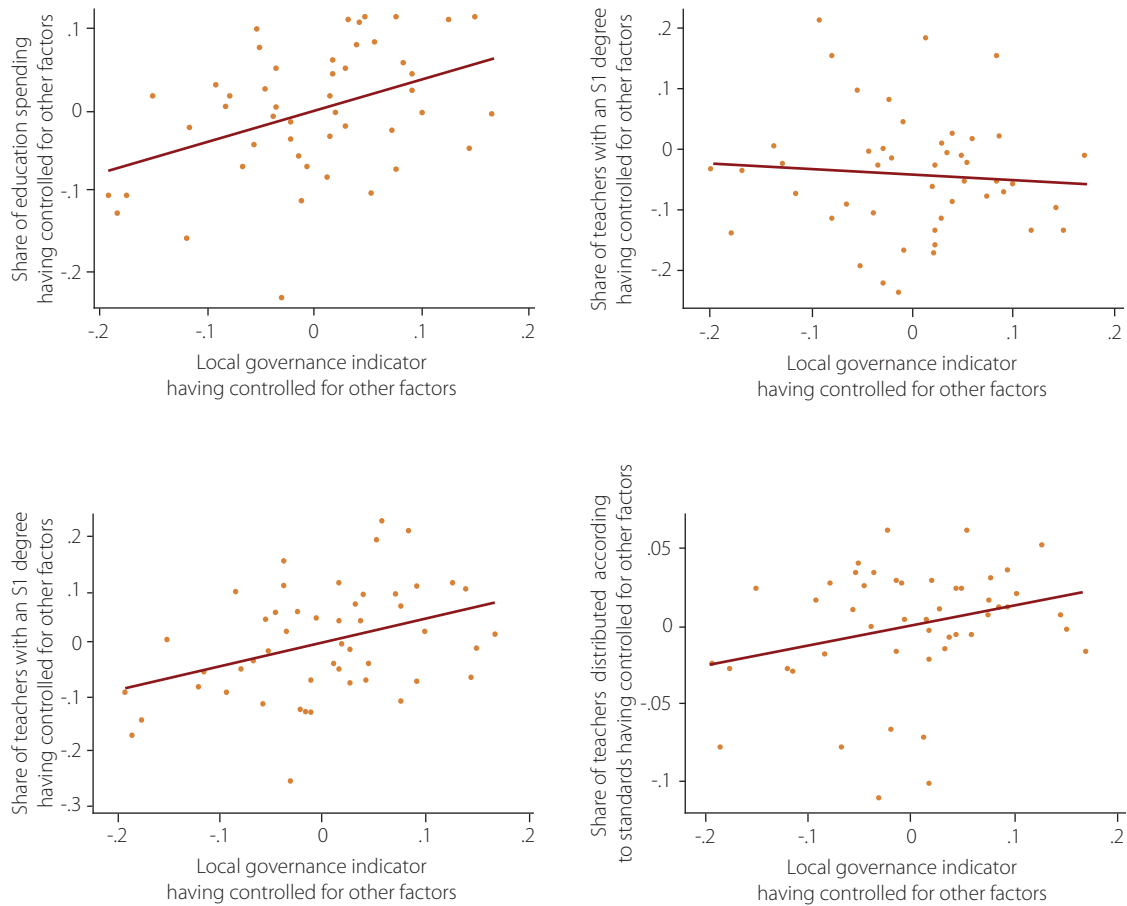 Share of education spending
having controlled for other factors
.1
0
-.1
-.2
-.2
-.1
0
.1
.2
Local governance indicator
having controlled for other factors
Share of teachers with an S1 degree
having controlled for other factors
.2
.1
0
-.1
-.2
-.2
-.1
0
.1
.2
Local governance indicator
having controlled for other factors
Share of teachers with an S1 degree
having controlled for other factors
.2
.1
0
-.1
-.2
-.3
-.2
-.1
0
.1
.2
Local governance indicator
having controlled for other factors
Share of teachers distributed according
to standards having controlled for other factors
.05
0
-.05
-.1
-.2
-.1
0
.1
.2
Local governance indicator
having controlled for other factors